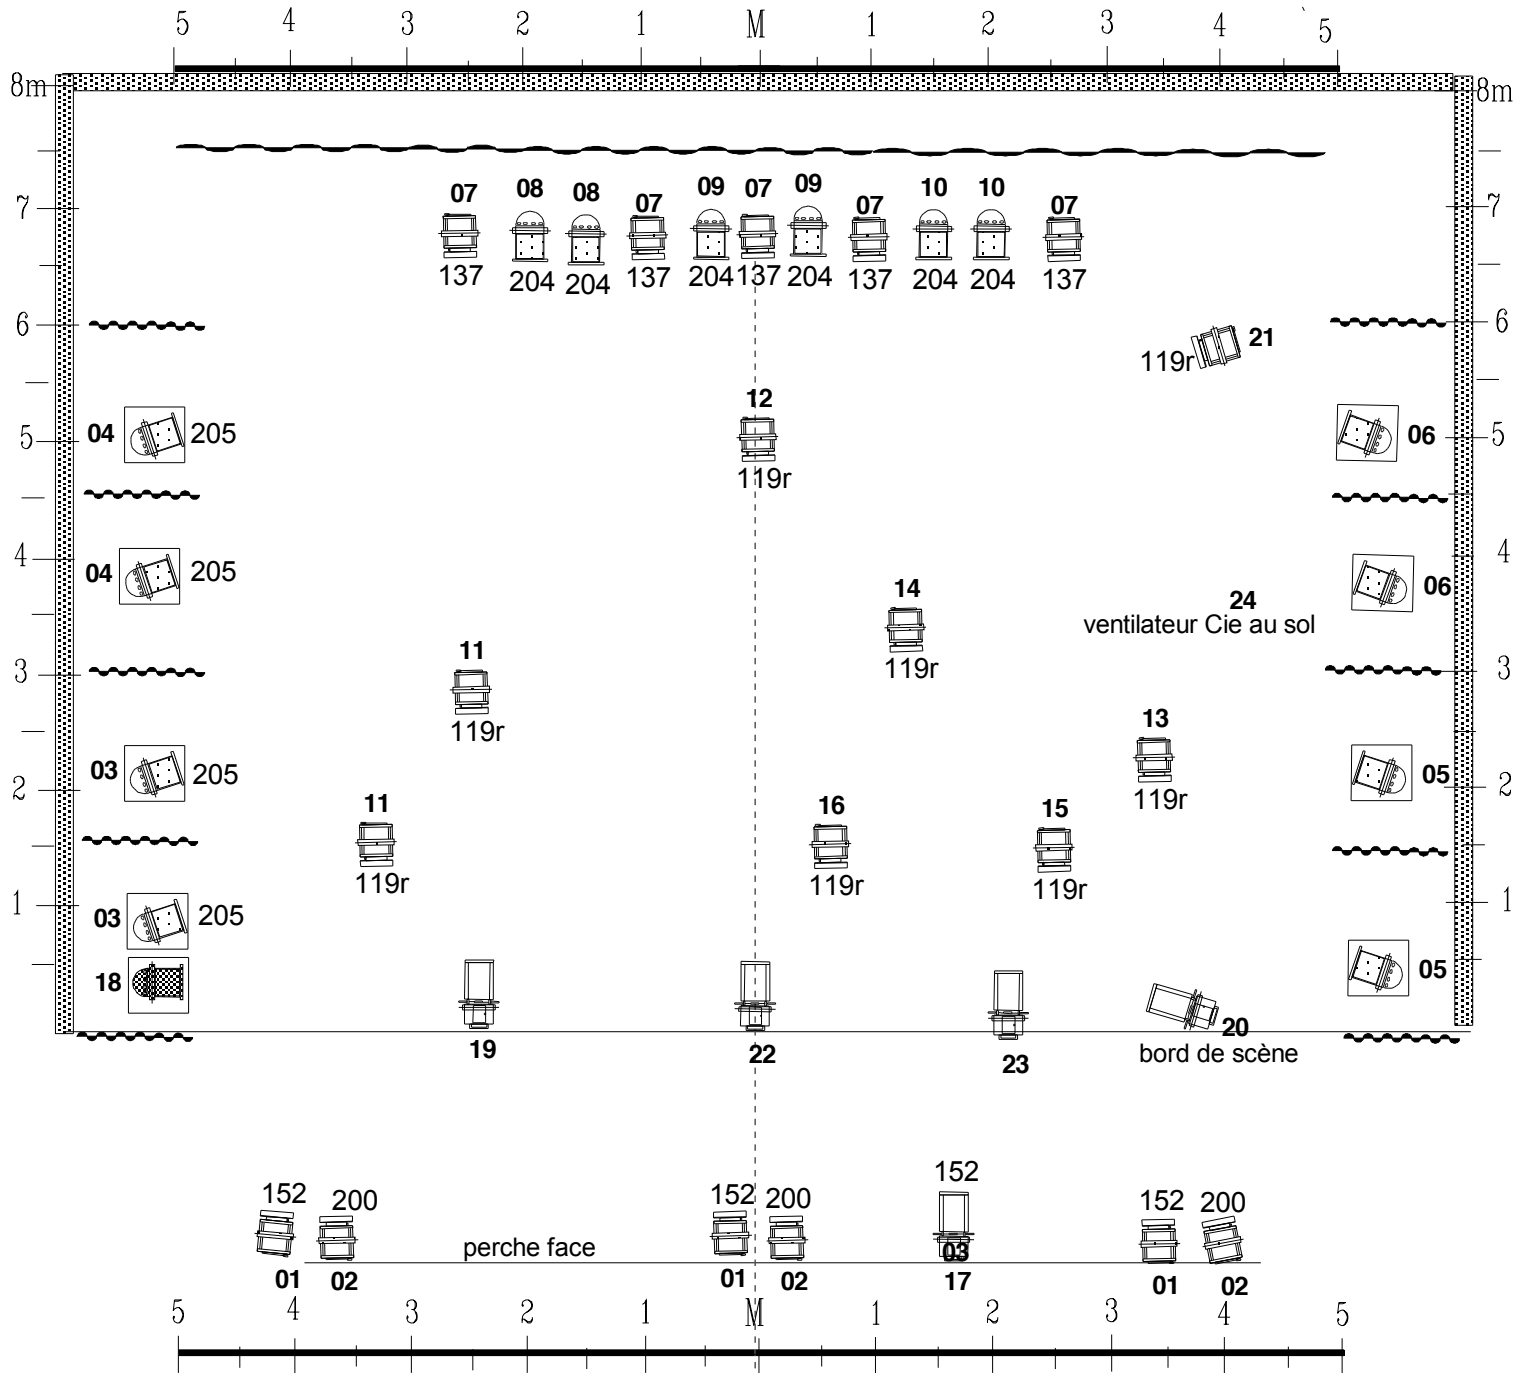 5 4 3 2 1 M 1 2 3 4 5
8m 8m
07 08 08 07 09 07 09 07 10 10 07
7 7
137 204 204 137 204 137 204 137 204 204 137
6 6
119r 21
12
04 205 5 5 06
119r
4 4
04 205 14 06
24
ventilateur Cie au sol
11 119r
3 3
119r 13
03 205 05
2 2
11 16 15 119r
119r 119r 119r
1 1
03 205
18 05
20
19 22 23 bord de scène
152 200 152 200 152 152 200
perche face
03
01 02 01 02 17 01 02
5 4 3 2 1 M 1 2 3 4 5